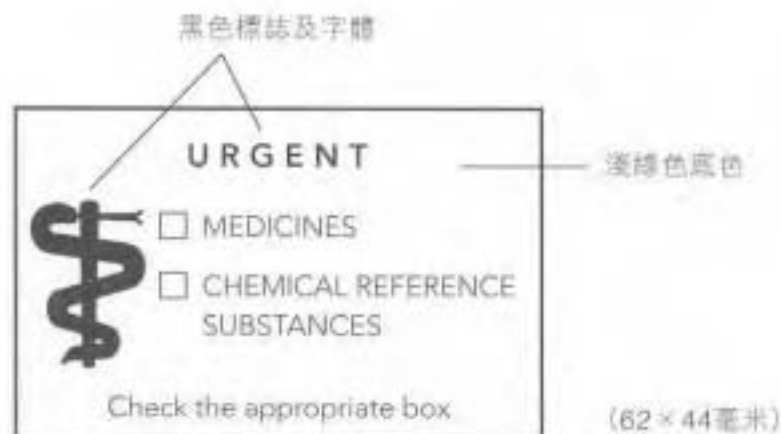 黑色標誌及字體
URGENT
淺綠色底色
☐ MEDICINES
☐ CHEMICAL REFERENCE
SUBSTANCES
Check the appropriate box
(62×44毫米)